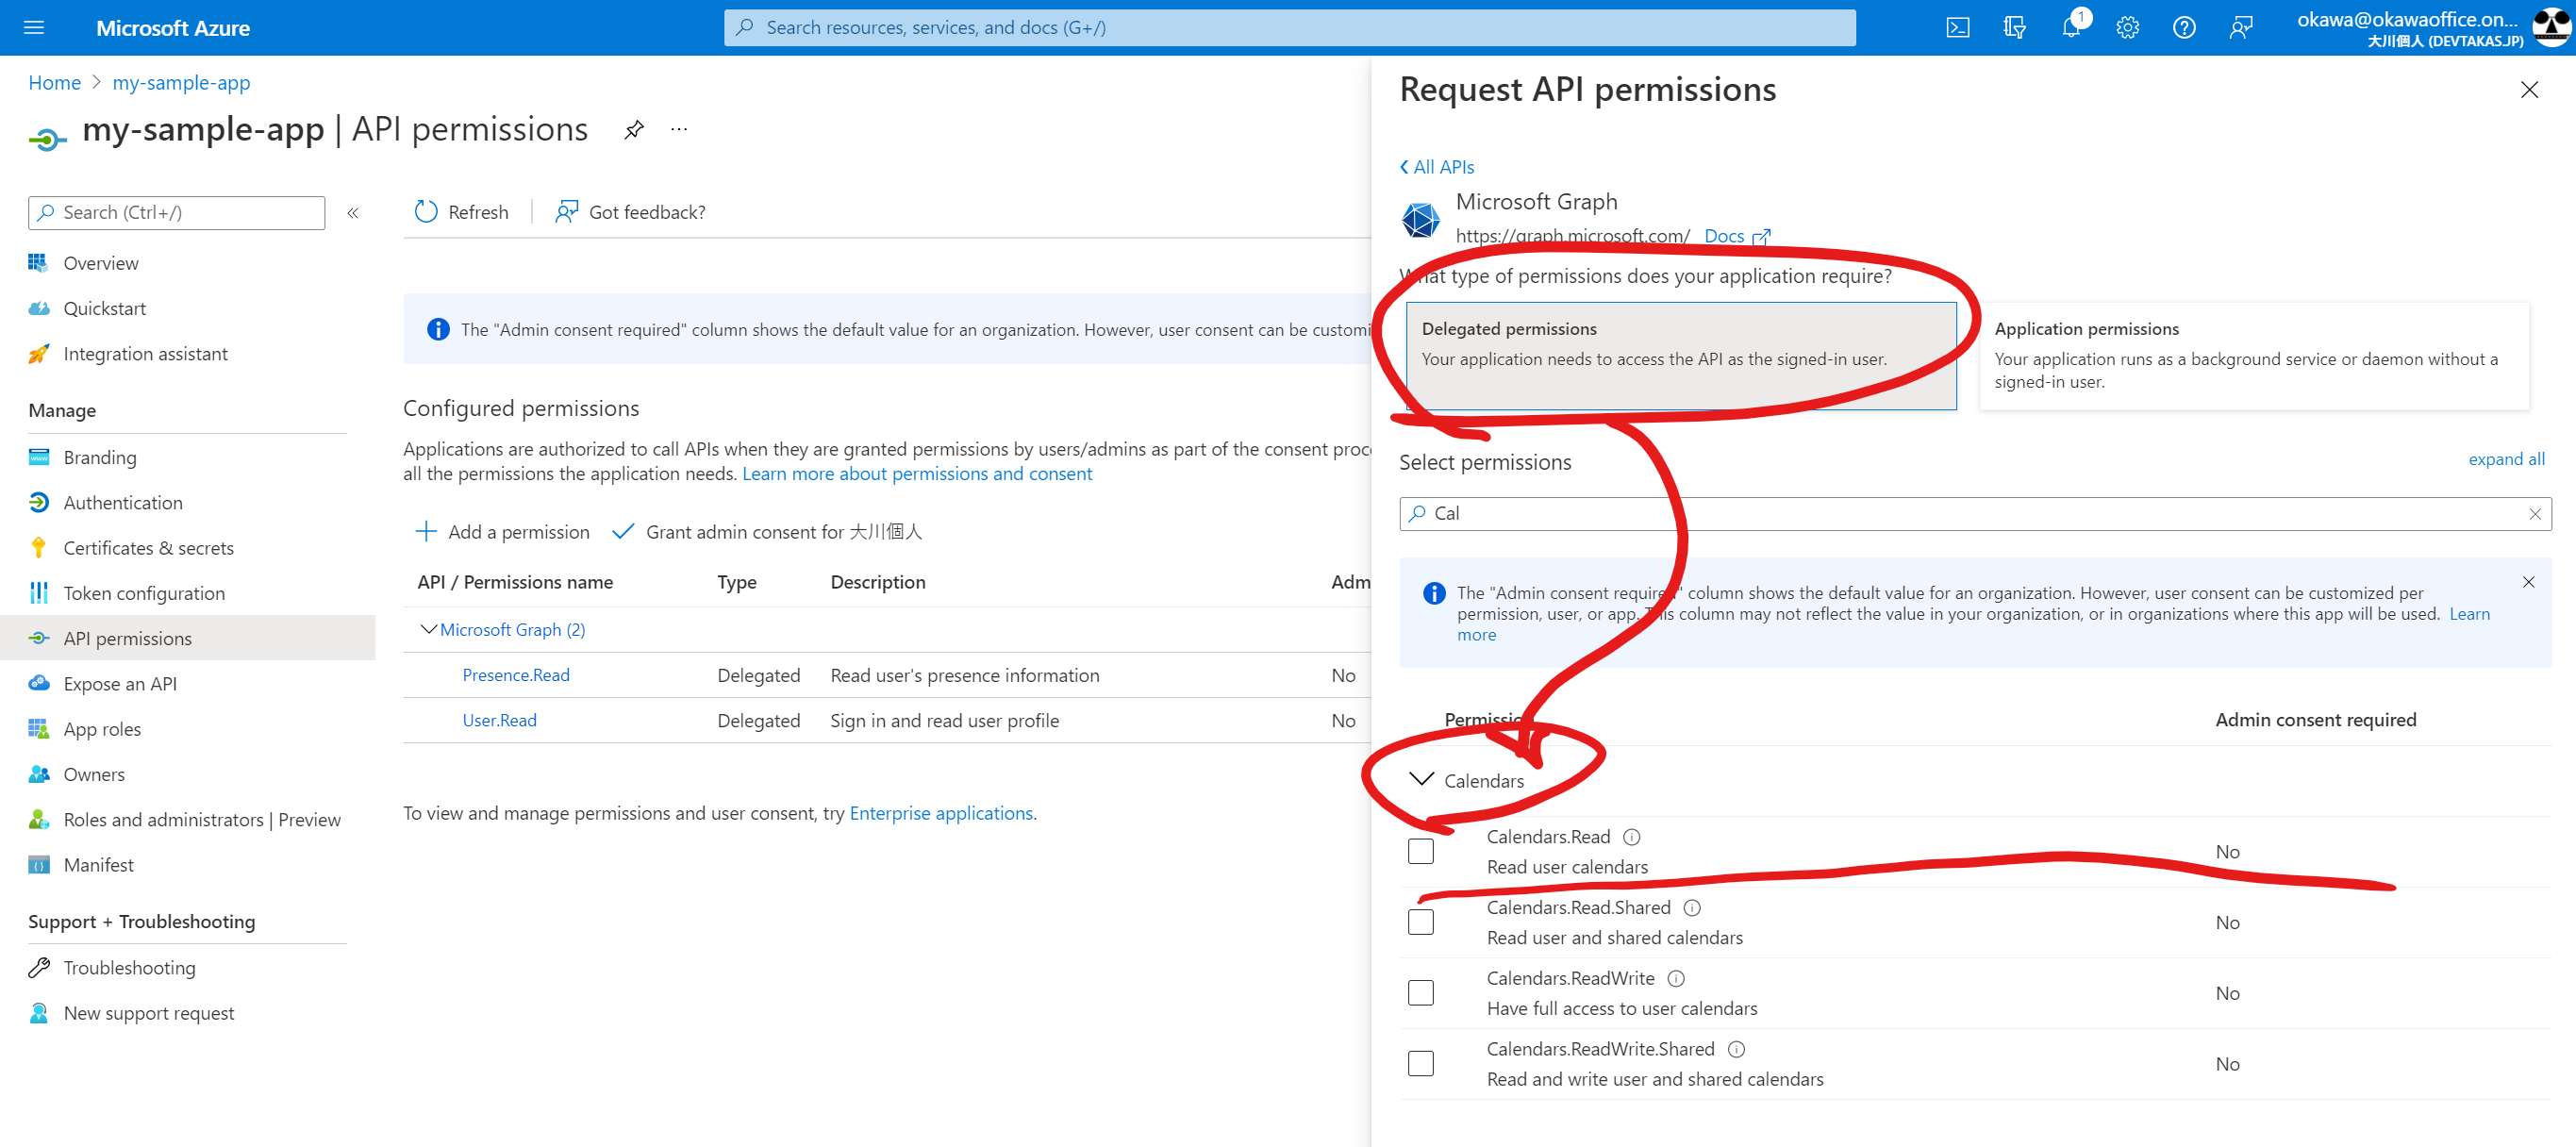 Microsoft Azure
Search resources, services, and docs (G+/)
1
okawa@okawaoffice.on...
大川個人 (DEVTAKAS.JP)
Home > my-sample-app
my-sample-app | API permissions
Search (Ctrl+/)
Overview
Quickstart
Integration assistant
Manage
Branding
Authentication
Certificates & secrets
Token configuration
API permissions
Expose an API
App roles
Owners
Roles and administrators | Preview
Manifest
Support + Troubleshooting
Troubleshooting
New support request
Refresh
Got feedback?
The "Admin consent required" column shows the default value for an organization. However, user consent can be customi
Configured permissions
Applications are authorized to call APIs when they are granted permissions by users/admins as part of the consent proc
all the permissions the application needs. Learn more about permissions and consent
Add a permission
Grant admin consent for 大川個人
API / Permissions name Type Description Adm
Microsoft Graph (2)
Presence.Read Delegated Read user's presence information No
User.Read Delegated Sign in and read user profile No
To view and manage permissions and user consent, try Enterprise applications.
Request API permissions
All APIs
Microsoft Graph
https://graph.microsoft.com/ Docs
What type of permissions does your application require?
Delegated permissions
Your application needs to access the API as the signed-in user.
Application permissions
Your application runs as a background service or daemon without a
signed-in user.
Select permissions
expand all
Cal
The "Admin consent required" column shows the default value for an organization. However, user consent can be customized per
permission, user, or app. This column may not reflect the value in your organization, or in organizations where this app will be used. Learn
more
Permission Admin consent required
Calendars
Calendars.Read
Read user calendars
No
Calendars.Read.Shared
Read user and shared calendars
No
Calendars.ReadWrite
Have full access to user calendars
No
Calendars.ReadWrite.Shared
Read and write user and shared calendars
No